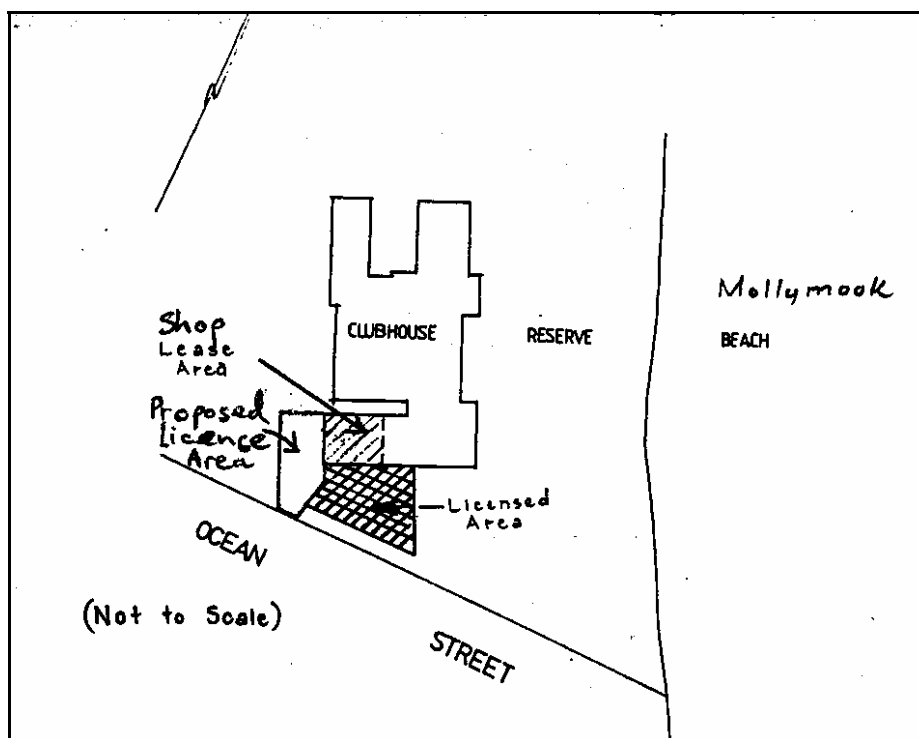 N
Mollymook
BEACH
CLUBHOUSE
RESERVE
Shop
Lease
Area
Proposed
Licence
Area
Licensed
Area
OCEAN
STREET
(Not to Scale)